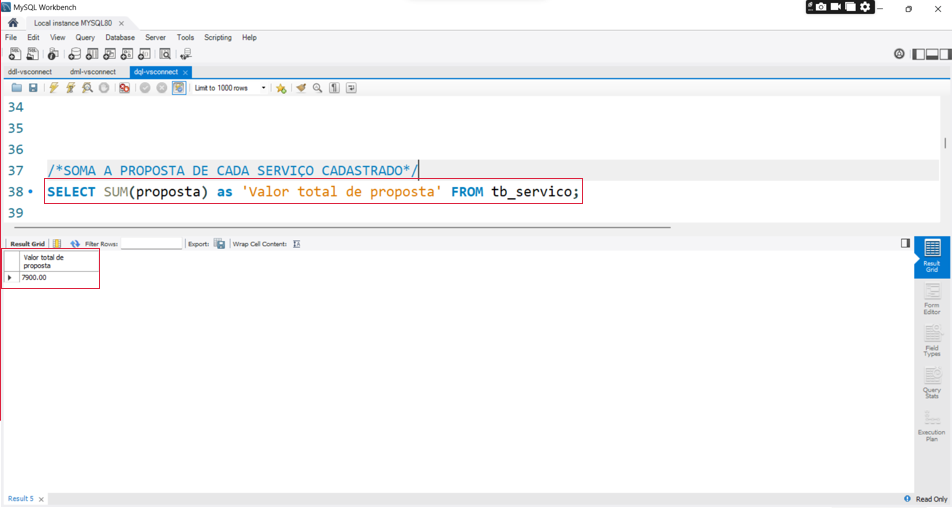 MySQL Workbench
Local instance MYSQL80 ×
File Edit View Query Database Server Tools Scripting Help
ddl-vsconnect dml-vsconnect dql-vsconnect ×
Limit to 1000 rows
34
35
36
37 /*SOMA A PROPOSTA DE CADA SERVIÇO CADASTRADO*/
38 SELECT SUM(proposta) as 'Valor total de proposta' FROM tb_servico;
39
Result Grid Filter Rows: Export: Wrap Cell Content:
Valor total de
proposta
7900.00
Result
Grid
Form
Editor
Field
Types
Query
Stats
Execution
Plan
Result 5 ×
Read Only